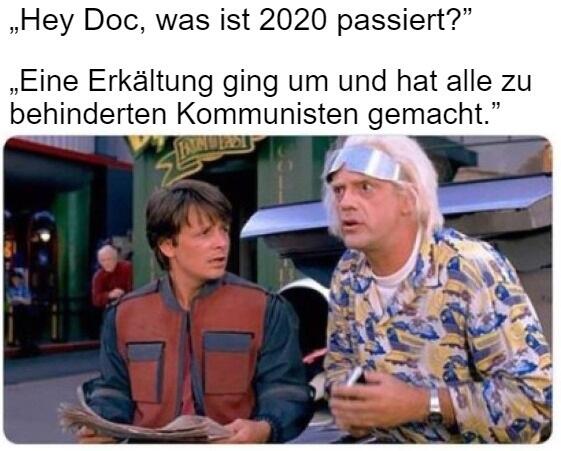 „Hey Doc, was ist 2020 passiert?”
„Eine Erkältung ging um und hat alle zu
behinderten Kommunisten gemacht.”